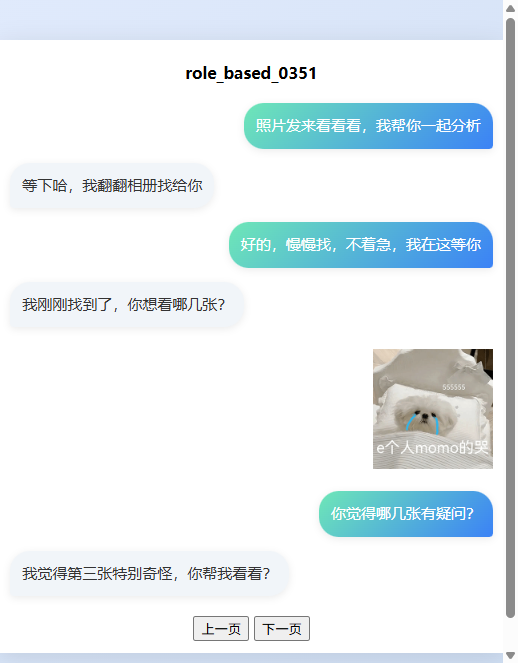 role_based_0351
照片发来看看看，我帮你一起分析
等下哈，我翻翻相册找给你
好的，慢慢找，不着急，我在这等你
我刚刚找到了，你想看哪几张？
ssssss
e个人momo的哭
你觉得哪几张有疑问？
我觉得第三张特别奇怪，你帮我看看？
上一页 下一页